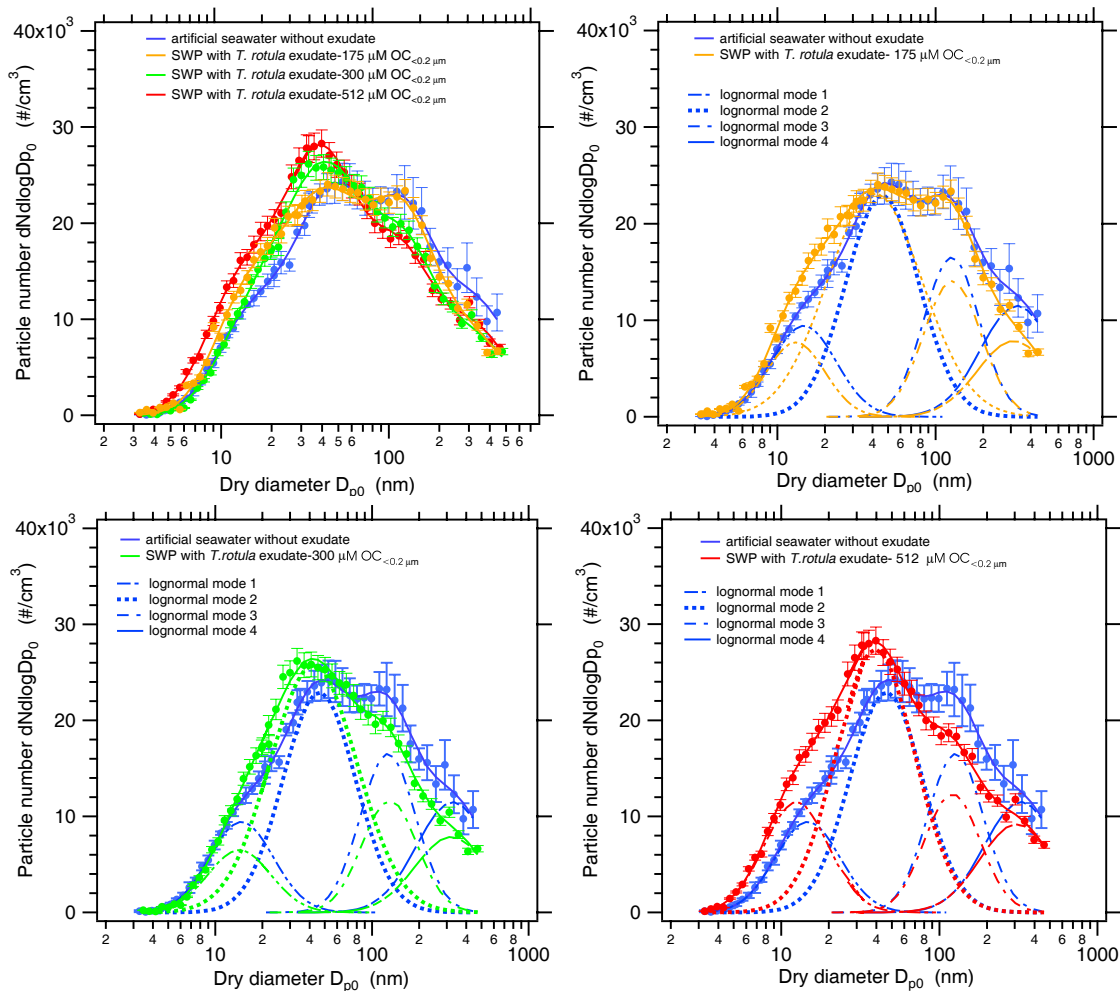 40x10³
artificial seawater without exudate
SWP with T. rotula exudate-175 μM OC<0.2 μm
SWP with T. rotula exudate-300 μM OC<0.2 μm
SWP with T. rotula exudate-512 μM OC<0.2 μm
30
20
10
0
Particle number dNdlogDp₀ (#/cm³)
2 3 4 5 6 10 2 3 4 5 6 100 2 3 4 5 6
Dry diameter Dp0 (nm)
40x10³
artificial seawater without exudate
SWP with T. rotula exudate- 175 μM OC<0.2 μm
lognormal mode 1
lognormal mode 2
lognormal mode 3
lognormal mode 4
30
20
10
0
Particle number dNdlogDp₀ (#/cm³)
2 4 6 8 10 2 4 6 8 100 2 4 6 8 1000
Dry diameter Dp0 (nm)
40x10³
artificial seawater without exudate
SWP with T.rotula exudate-300 μM OC<0.2 μm
lognormal mode 1
lognormal mode 2
lognormal mode 3
lognormal mode 4
30
20
10
0
Particle number dNdlogDp₀ (#/cm³)
2 4 6 8 10 2 4 6 8 100 2 4 6 8 1000
Dry diameter Dp0 (nm)
40x10³
artificial seawater without exudate
SWP with T.rotula exudate- 512 μM OC<0.2 μm
lognormal mode 1
lognormal mode 2
lognormal mode 3
lognormal mode 4
30
20
10
0
Particle number dNdlogDp₀ (#/cm³)
2 4 6 8 10 2 4 6 8 100 2 4 6 8 1000
Dry diameter Dp0 (nm)